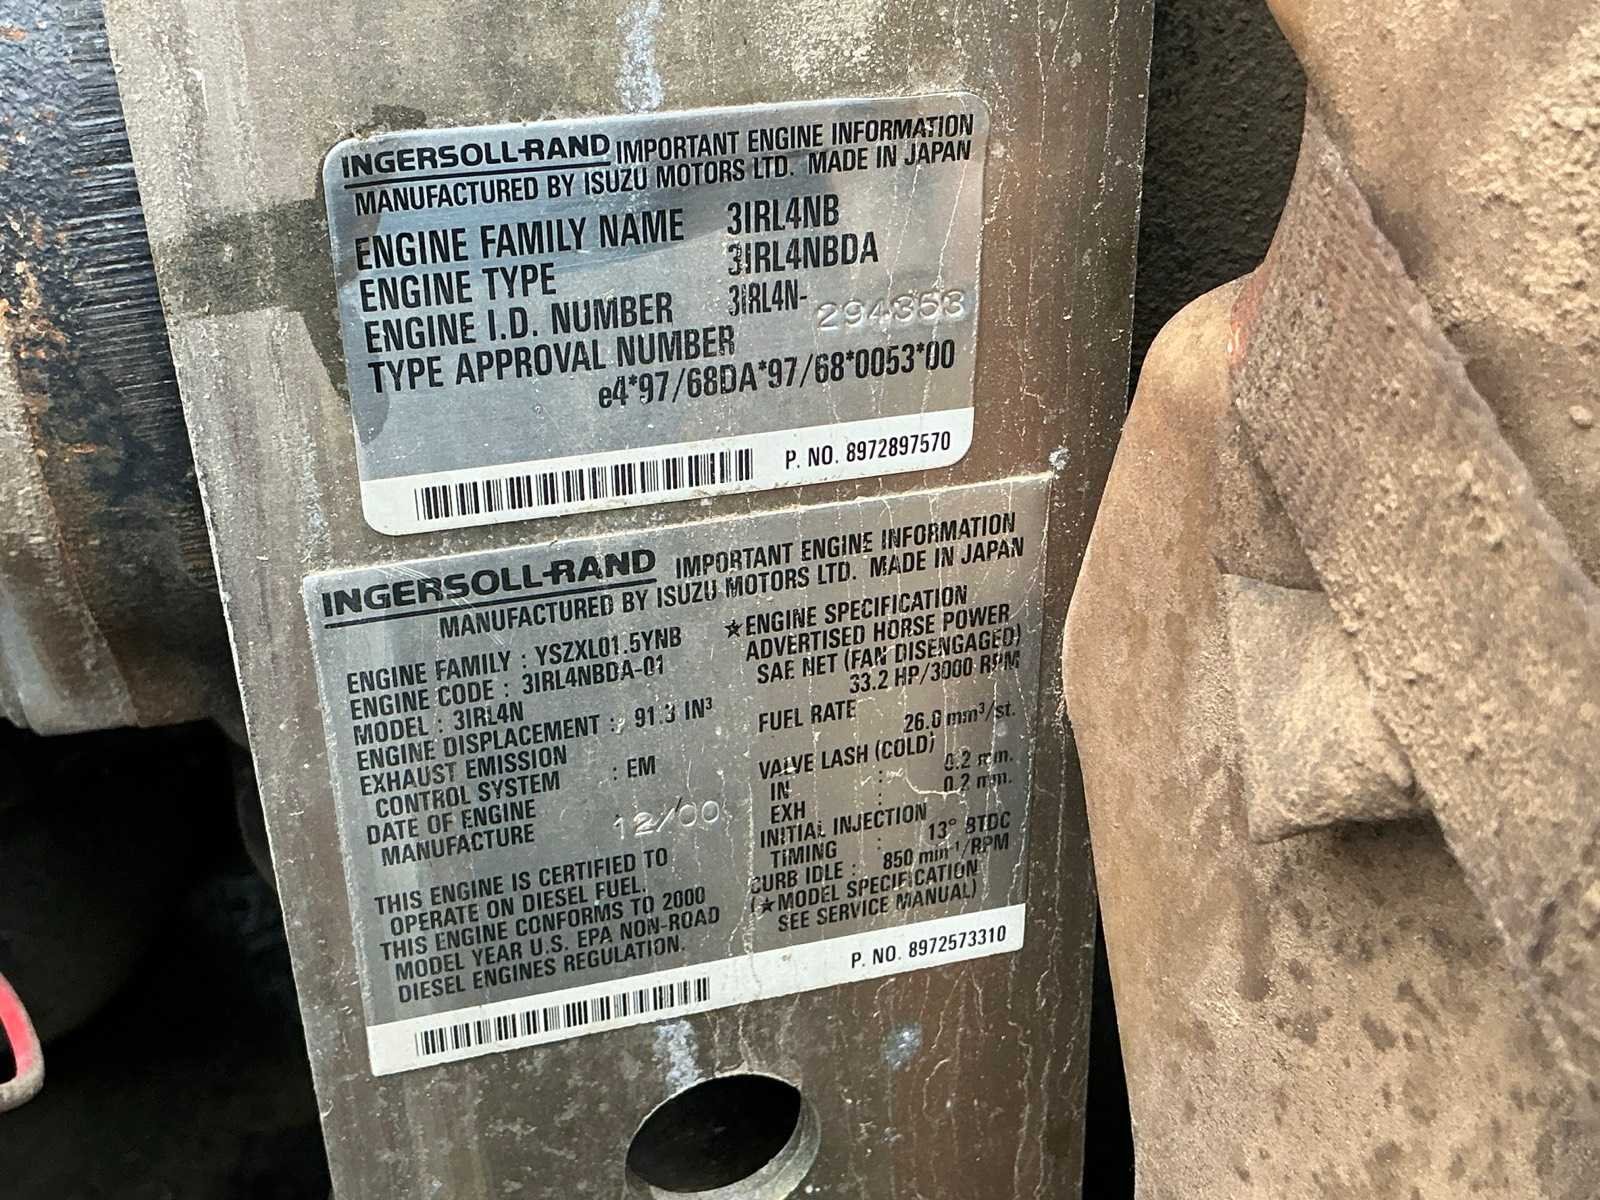 INGERSOLL-RAND IMPORTANT ENGINE INFORMATION
MANUFACTURED BY ISUZU MOTORS LTD. MADE IN JAPAN
ENGINE FAMILY NAME 3IRL4NB
ENGINE TYPE 3IRL4NBDA
ENGINE I.D. NUMBER 3IRL4N- 294353
TYPE APPROVAL NUMBER
e4*97/68DA*97/68*0053*00
P. NO. 8972897570
INGERSOLL-RAND IMPORTANT ENGINE INFORMATION
MANUFACTURED BY ISUZU MOTORS LTD. MADE IN JAPAN
ENGINE FAMILY : YSZXL01.5YNB
ENGINE CODE : 3IRL4NBDA-01
MODEL : 3IRL4N
ENGINE DISPLACEMENT : 91.3 IN³
EXHAUST EMISSION
CONTROL SYSTEM : EM
DATE OF ENGINE
MANUFACTURE 12/00
THIS ENGINE IS CERTIFIED TO
OPERATE ON DIESEL FUEL.
THIS ENGINE CONFORMS TO 2000
MODEL YEAR U.S. EPA NON-ROAD
DIESEL ENGINES REGULATION.
★ENGINE SPECIFICATION
ADVERTISED HORSE POWER
SAE NET (FAN DISENGAGED)
33.2 HP/3000 RPM
FUEL RATE 26.0 mm³/st.
VALVE LASH (COLD)
IN : 0.2 mm.
EXH : 0.2 mm.
INITIAL INJECTION
TIMING : 13° BTDC
CURB IDLE : 850 min⁻¹/RPM
(★MODEL SPECIFICATION
SEE SERVICE MANUAL)
P. NO. 8972573310